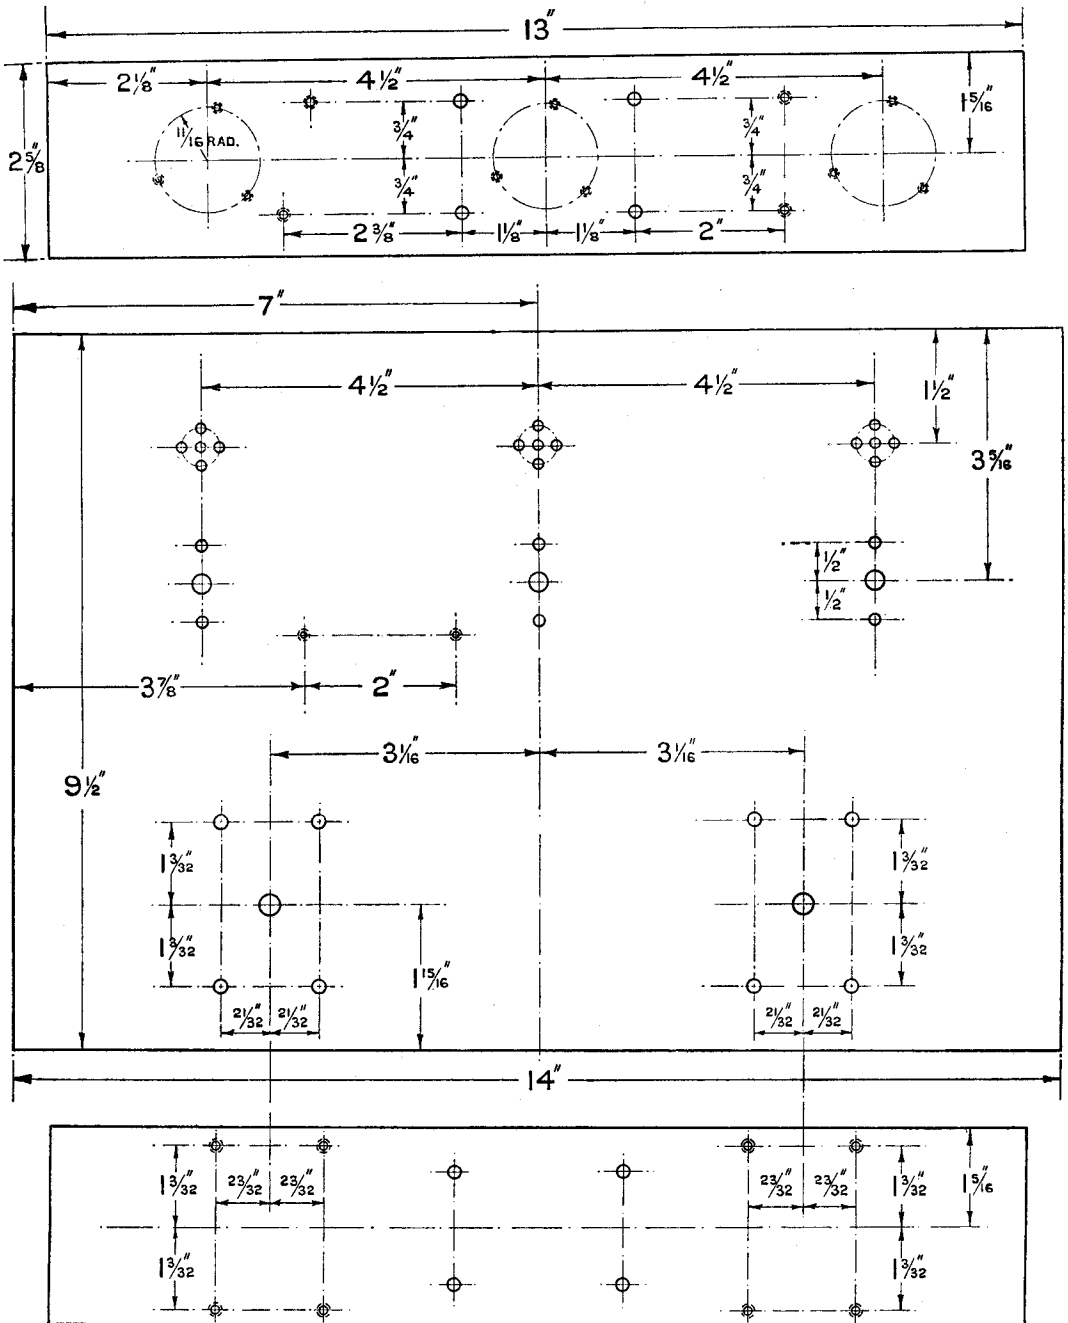 13"
2 1/8" 4 1/2" 4 1/2"
1 5/16"
11/16 RAD.
3/4" 3/4"
2 5/8"
3/4" 3/4"
2 3/8" 1 1/8" 1 1/8" 2"
7"
4 1/2" 4 1/2" 1 1/2"
3 5/16"
1/2"
1/2"
3 7/8" 2"
3 1/16" 3 1/16"
9 1/2"
1 3/32" 1 3/32"
1 3/32" 1 3/32"
1 15/16"
21/32" 21/32" 21/32" 21/32"
14"
1 3/32" 23/32" 23/32" 23/32" 23/32" 1 3/32" 1 5/16"
1 3/32" 1 3/32"